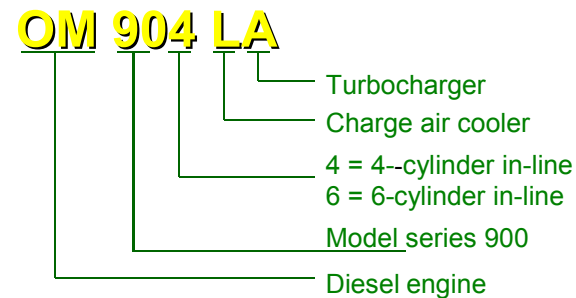 OM 904 LA
Turbocharger
Charge air cooler
4 = 4--cylinder in-line
6 = 6-cylinder in-line
Model series 900
Diesel engine